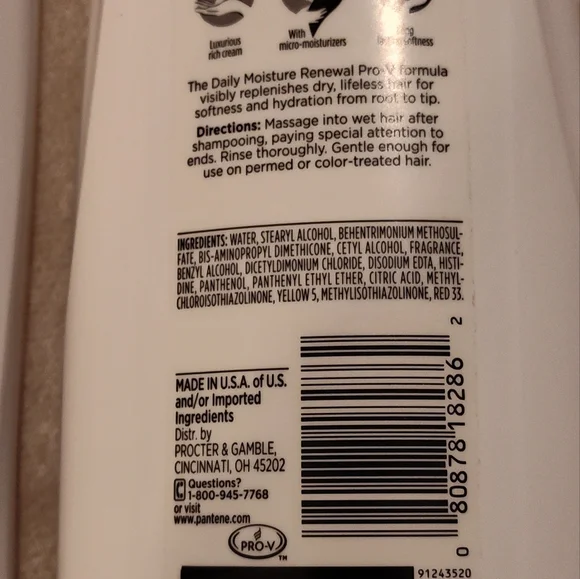 Luxurious
rich cream
With
micro-moisturizers
The Daily Moisture Renewal Pro-V formula
visibly replenishes dry, lifeless hair for
softness and hydration from root to tip.
Directions: Massage into wet hair after
shampooing, paying special attention to
ends. Rinse thoroughly. Gentle enough for
use on permed or color-treated hair.
INGREDIENTS: WATER, STEARYL ALCOHOL, BEHENTRIMONIUM METHOSUL-
FATE, BIS-AMINOPROPYL DIMETHICONE, CETYL ALCOHOL, FRAGRANCE,
BENZYL ALCOHOL, DICETYLDIMONIUM CHLORIDE, DISODIUM EDTA, HISTI-
DINE, PANTHENOL, PANTHENYL ETHYL ETHER, CITRIC ACID, METHYL-
CHLOROISOTHIAZOLINONE, YELLOW 5, METHYLISOTHIAZOLINONE, RED 33.
MADE IN U.S.A. of U.S.
and/or Imported
Ingredients
Distr. by
PROCTER & GAMBLE,
CINCINNATI, OH 45202
Questions?
1-800-945-7768
or visit
www.pantene.com
PRO-V
TM
0 80878 18286 2
91243520